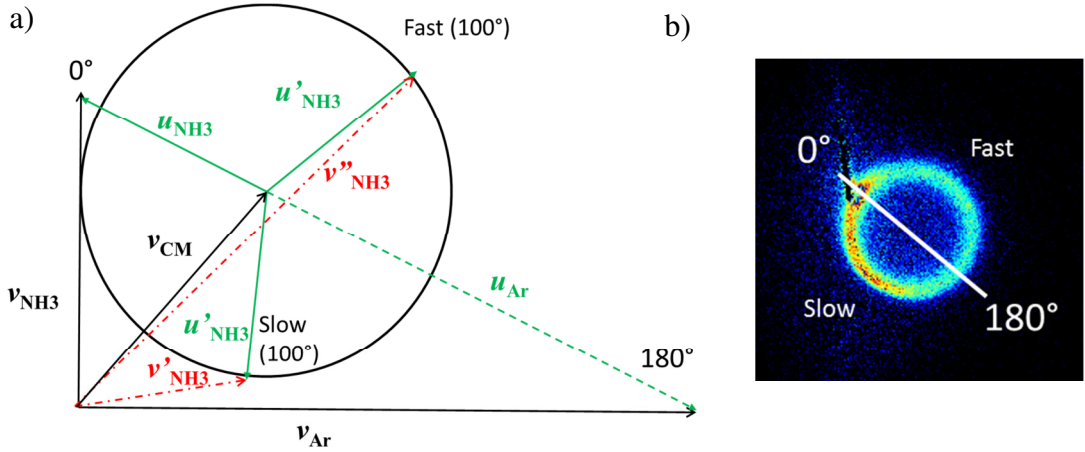 a)
Fast (100°)
0°
u'NH3
uNH3
v''NH3
vCM
vNH3
uAr
u'NH3
Slow
(100°)
v'NH3
180°
vAr
b)
0°
Fast
Slow
180°